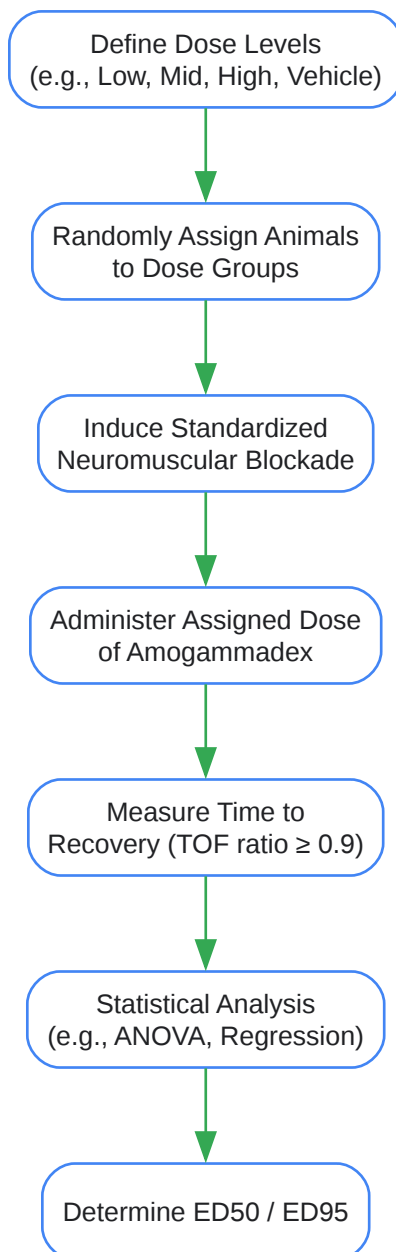 Define Dose Levels
(e.g., Low, Mid, High, Vehicle)
Randomly Assign Animals
to Dose Groups
Induce Standardized
Neuromuscular Blockade
Administer Assigned Dose
of Amogammadex
Measure Time to
Recovery (TOF ratio ≥ 0.9)
Statistical Analysis
(e.g., ANOVA, Regression)
Determine ED50 / ED95